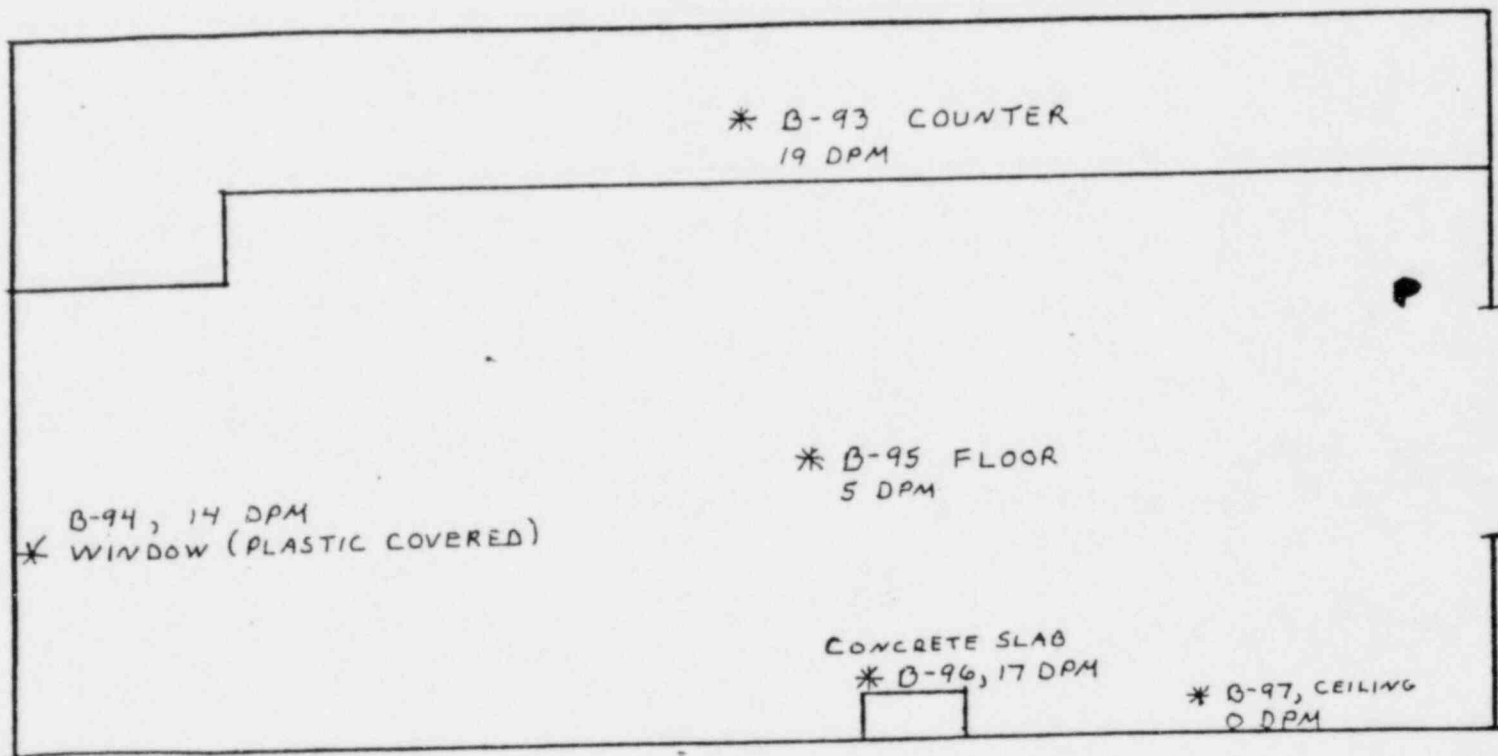 * B-93 COUNTER
19 DPM
* B-95 FLOOR
5 DPM
B-94, 14 DPM
* WINDOW (PLASTIC COVERED)
CONCRETE SLAB
* B-96, 17 DPM
* B-97, CEILING
0 DPM